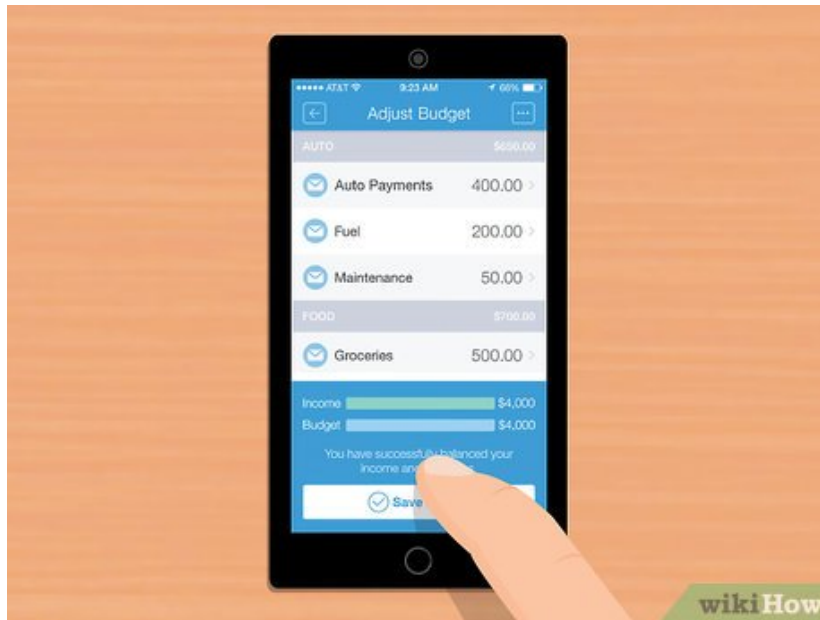 AT&T 9:23 AM 66%
Adjust Budget
AUTO $650.00
Auto Payments 400.00
Fuel 200.00
Maintenance 50.00
FOOD $700.00
Groceries 500.00
Income $4,000
Budget $4,000
You have successfully balanced your
income and
Save
wikiHow